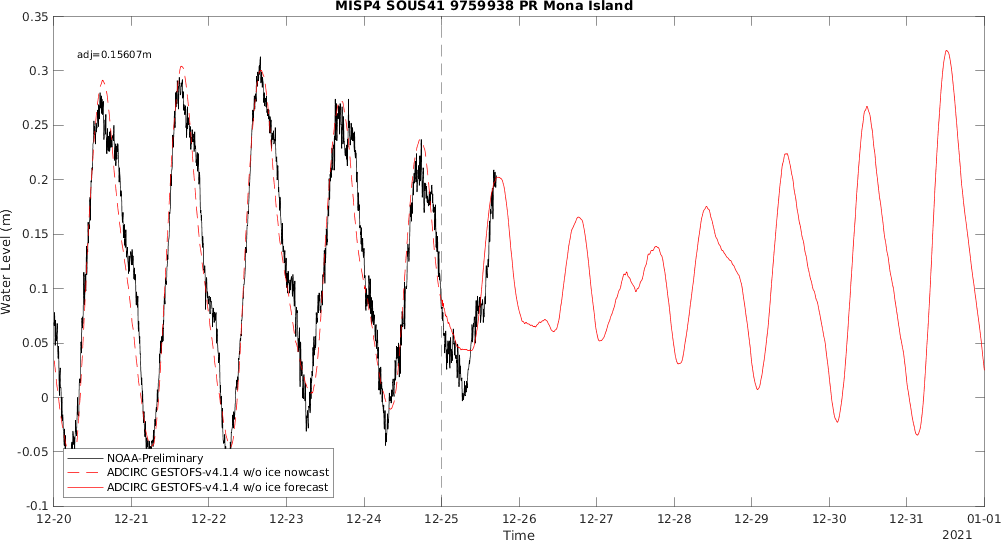 MISP4 SOUS41 9759938 PR Mona Island
adj=0.15607m
0.35
0.3
0.25
0.2
0.15
0.1
0.05
0
-0.05
-0.1
Water Level (m)
NOAA-Preliminary
ADCIRC GESTOFS-v4.1.4 w/o ice nowcast
ADCIRC GESTOFS-v4.1.4 w/o ice forecast
12-20 12-21 12-22 12-23 12-24 12-25 12-26 12-27 12-28 12-29 12-30 12-31 01-01
Time
2021